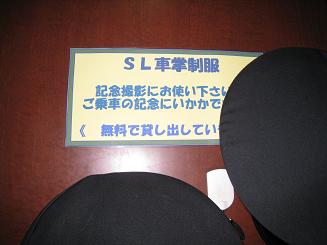 SL車掌制服
記念撮影にお使い下さい
ご乗車の記念にいかがで
《 無料で貸し出してい